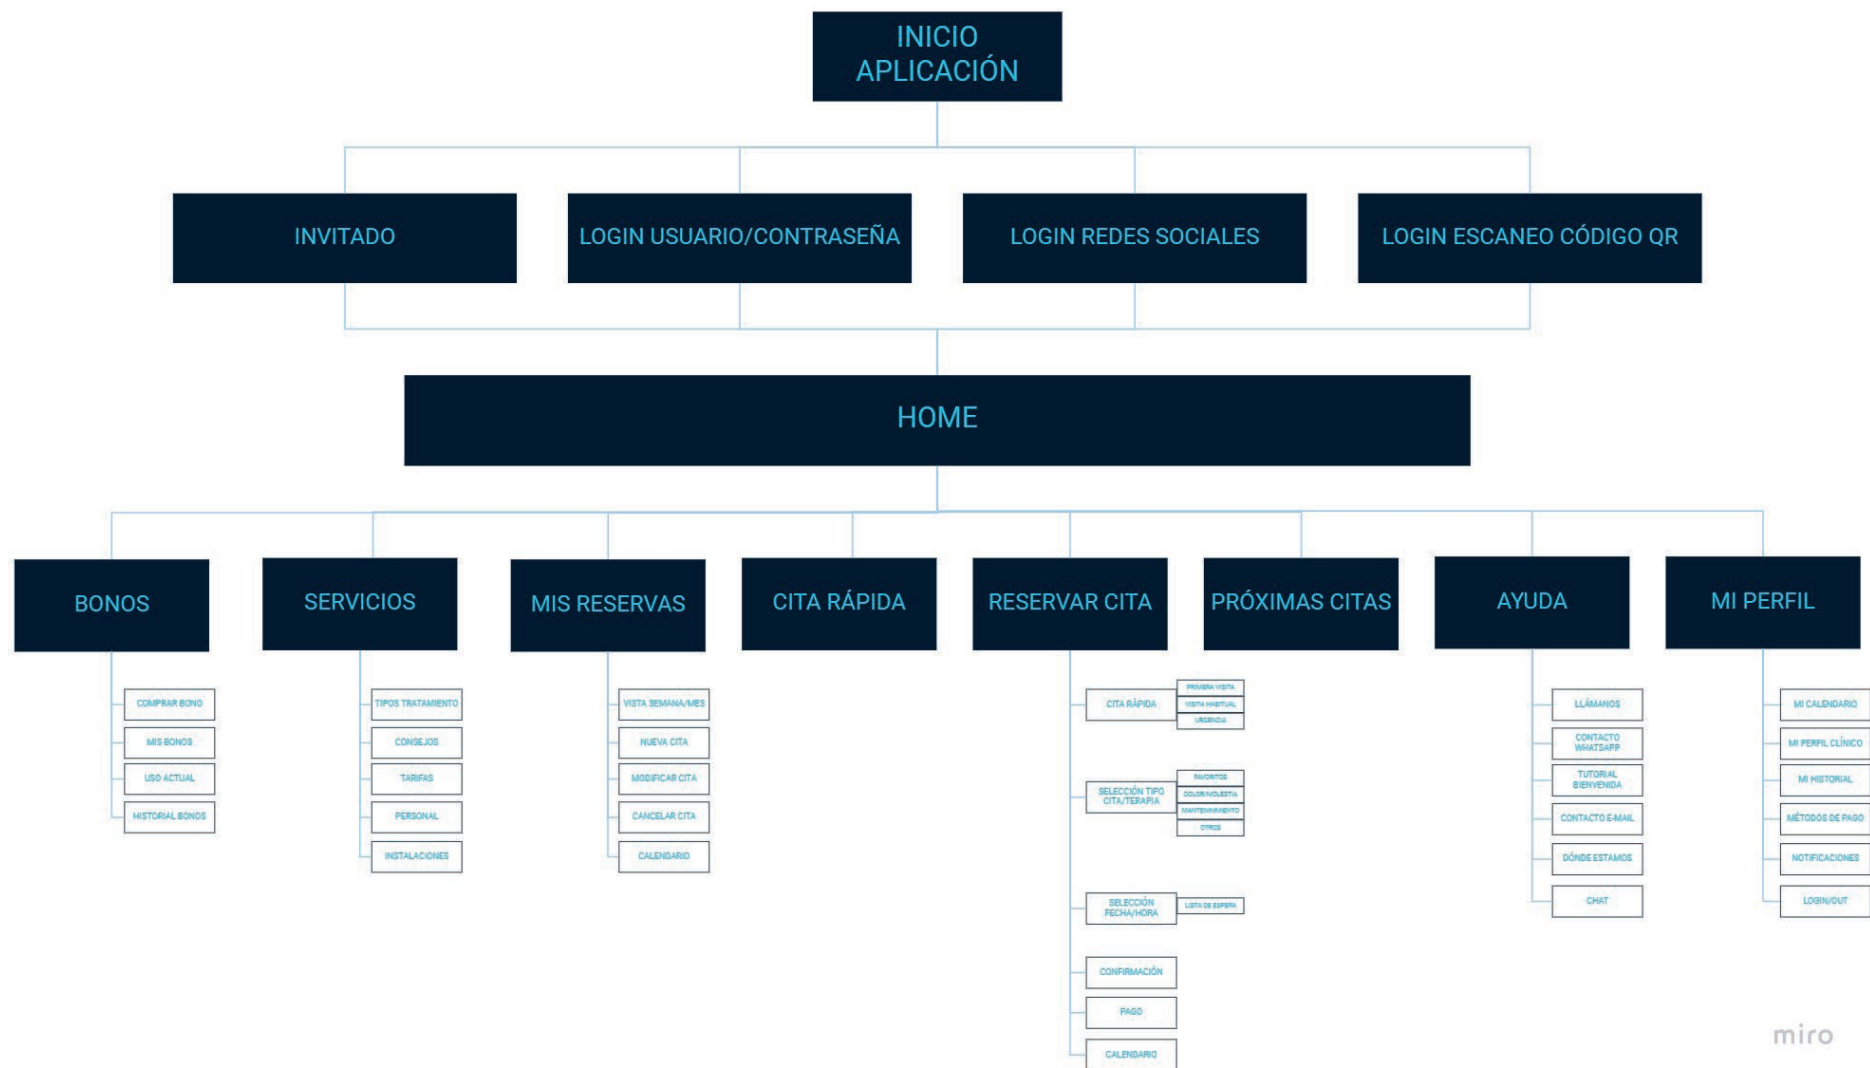 INICIO
APLICACIÓN
INVITADO
LOGIN USUARIO/CONTRASEÑA
LOGIN REDES SOCIALES
LOGIN ESCANEO CÓDIGO QR
HOME
BONOS
SERVICIOS
MIS RESERVAS
CITA RÁPIDA
RESERVAR CITA
PRÓXIMAS CITAS
AYUDA
MI PERFIL
COMPRAR BONO
MIS BONOS
USO ACTUAL
HISTORIAL BONOS
TIPOS TRATAMIENTO
CONSEJOS
TARIFAS
PERSONAL
INSTALACIONES
VISTA SEMANA/MES
NUEVA CITA
MODIFICAR CITA
CANCELAR CITA
CALENDARIO
CITA RÁPIDA
PRIMERA VISITA
VISITA HABITUAL
URGENCIA
SELECCIÓN TIPO
CITA/TERAPIA
FAVORITOS
OTROS
SELECCIÓN
FECHA/HORA
LISTA DE ESPERA
CONFIRMACIÓN
PAGO
CALENDARIO
LLÁMANOS
CONTACTO
WHATSAPP
TUTORIAL
BIENVENIDA
CONTACTO E-MAIL
DÓNDE ESTAMOS
CHAT
MI CALENDARIO
MI PERFIL CLÍNICO
MI HISTORIAL
MÉTODOS DE PAGO
NOTIFICACIONES
LOGIN/OUT
miro